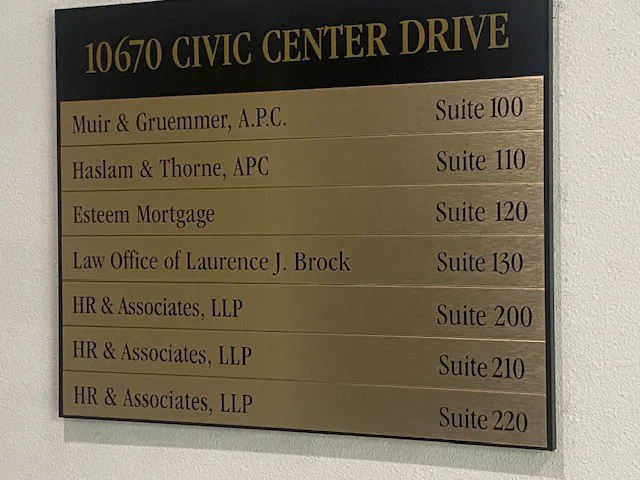 10670 CIVIC CENTER DRIVE
Muir & Gruemmer, A.P.C. Suite 100
Haslam & Thorne, APC Suite 110
Esteem Mortgage Suite 120
Law Office of Laurence J. Brock Suite 130
HR & Associates, LLP Suite 200
HR & Associates, LLP Suite 210
HR & Associates, LLP Suite 220